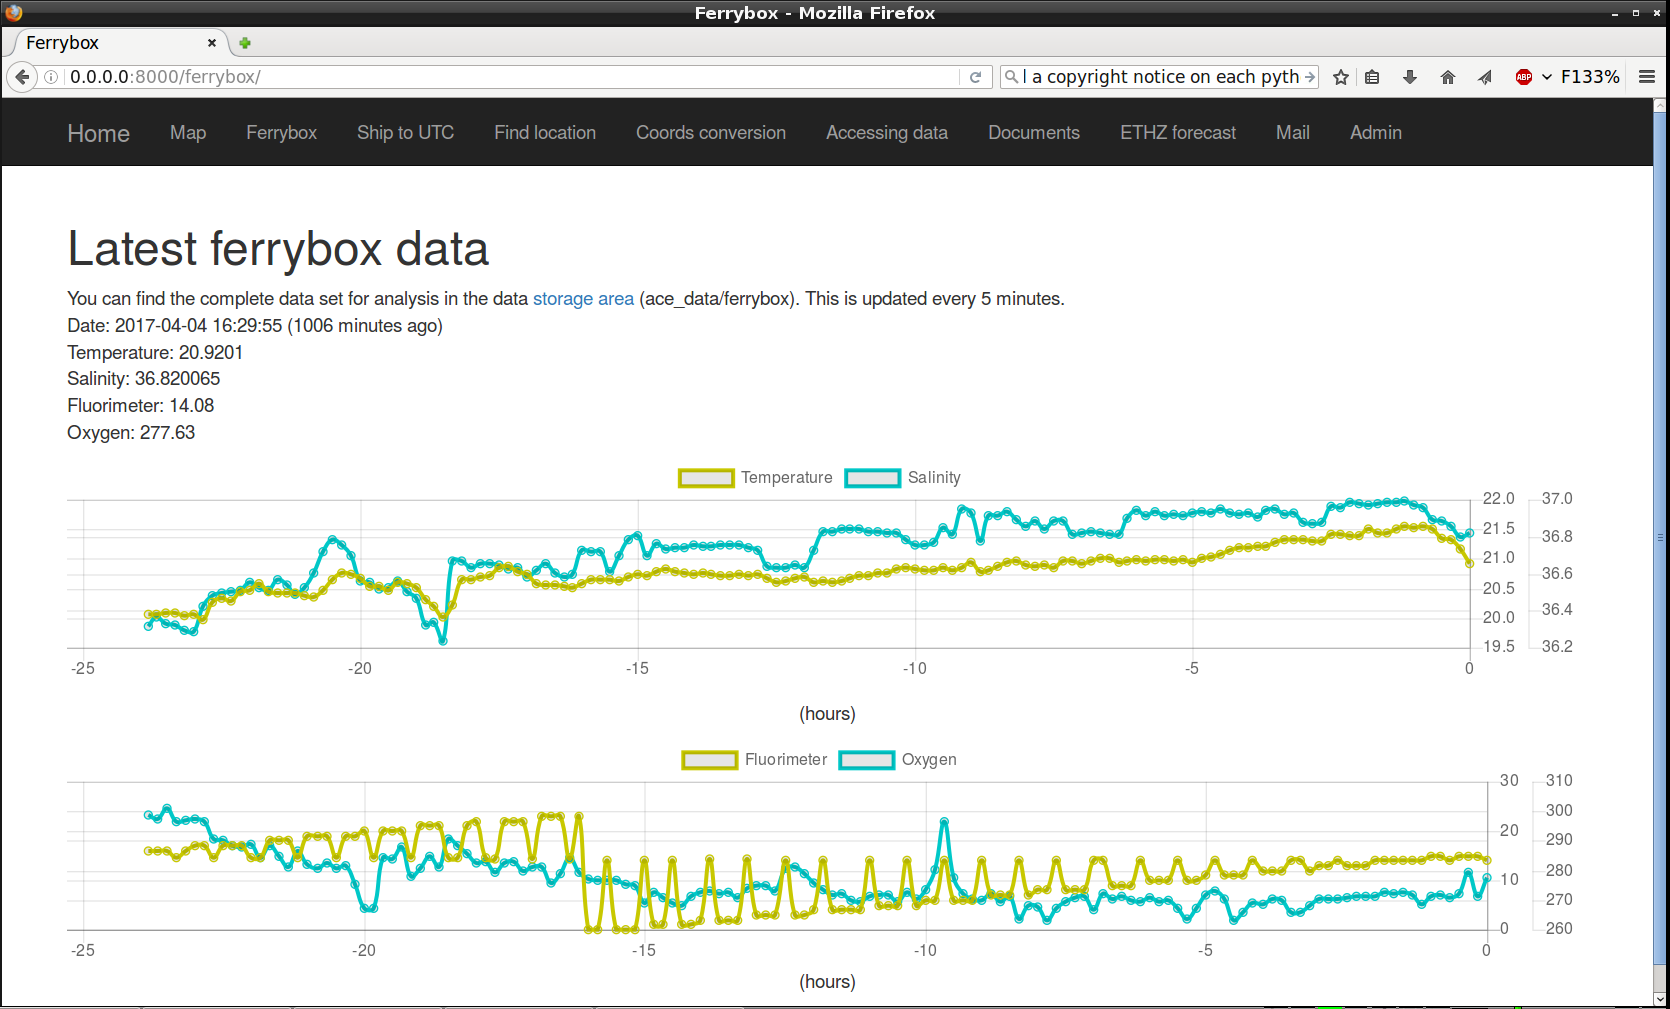 Ferrybox - Mozilla Firefox
Ferrybox
0.0.0.0:8000/ferrybox/
l a copyright notice on each pyth
ABP
F133%
Home Map Ferrybox Ship to UTC Find location Coords conversion Accessing data Documents ETHZ forecast Mail Admin
Latest ferrybox data
You can find the complete data set for analysis in the data storage area (ace_data/ferrybox). This is updated every 5 minutes.
Date: 2017-04-04 16:29:55 (1006 minutes ago)
Temperature: 20.9201
Salinity: 36.820065
Fluorimeter: 14.08
Oxygen: 277.63
Temperature Salinity
22.0 37.0
21.5 36.8
21.0 36.6
20.5 36.4
20.0 36.2
19.5
-25 -20 -15 -10 -5 0
(hours)
Fluorimeter Oxygen
30 310
300
20 290
280
10 270
0 260
-25 -20 -15 -10 -5 0
(hours)